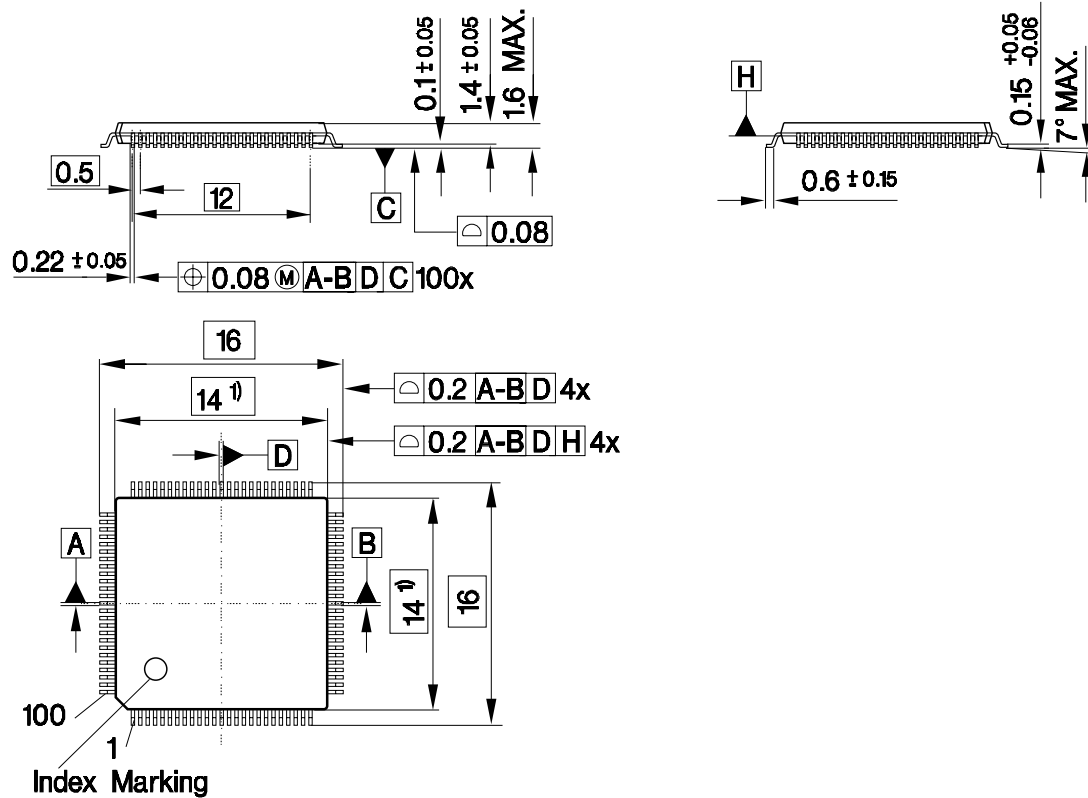 0.1 ± 0.05
1.4 ± 0.05
1.6 MAX.
0.5
12
C
⌓ 0.08
0.22 ± 0.05
⌖ 0.08 Ⓜ A-B D C 100x
H
0.15 +0.05 -0.06
7° MAX.
0.6 ± 0.15
16
14 1)
⌓ 0.2 A-B D 4x
⌓ 0.2 A-B D H 4x
D
A
B
14 1)
16
100
1
Index Marking